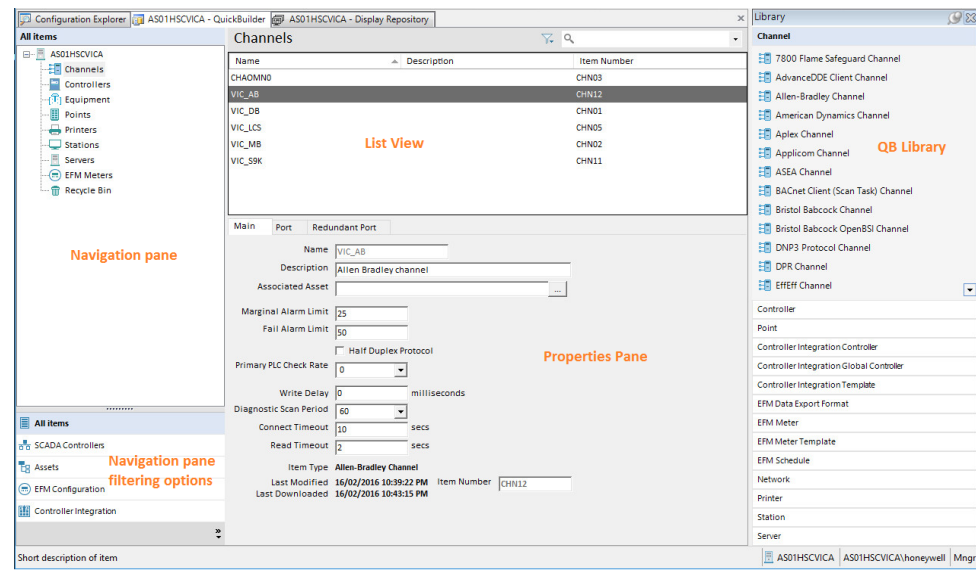 Configuration Explorer
AS01HSCVICA - QuickBuilder
AS01HSCVICA - Display Repository
Library
All items
AS01HSCVICA
Channels
Controllers
Equipment
Points
Printers
Stations
Servers
EFM Meters
Recycle Bin
Navigation pane
All items
SCADA Controllers
Assets
EFM Configuration
Controller Integration
Navigation pane
filtering options
Channels
Name Description Item Number
CHAOMN0 CHN03
VIC_AB CHN12
VIC_DB CHN01
VIC_LCS CHN05
VIC_MB CHN02
VIC_S9K CHN11
List View
Main Port Redundant Port
Name VIC_AB
Description Allen Bradley channel
Associated Asset ...
Marginal Alarm Limit 25
Fail Alarm Limit 50
Half Duplex Protocol
Primary PLC Check Rate 0
Write Delay 0 milliseconds
Diagnostic Scan Period 60
Connect Timeout 10 secs
Read Timeout 2 secs
Item Type Allen-Bradley Channel
Last Modified 16/02/2016 10:39:22 PM Item Number CHN12
Last Downloaded 16/02/2016 10:43:15 PM
Properties Pane
Channel
7800 Flame Safeguard Channel
AdvanceDDE Client Channel
Allen-Bradley Channel
American Dynamics Channel
Aplex Channel
Applicom Channel
ASEA Channel
BACnet Client (Scan Task) Channel
Bristol Babcock Channel
Bristol Babcock OpenBSI Channel
DNP3 Protocol Channel
DPR Channel
EffEff Channel
QB Library
Controller
Point
Controller Integration Controller
Controller Integration Global Controller
Controller Integration Template
EFM Data Export Format
EFM Meter
EFM Meter Template
EFM Schedule
Network
Printer
Station
Server
Short description of item
AS01HSCVICA AS01HSCVICA\honeywell Mngr